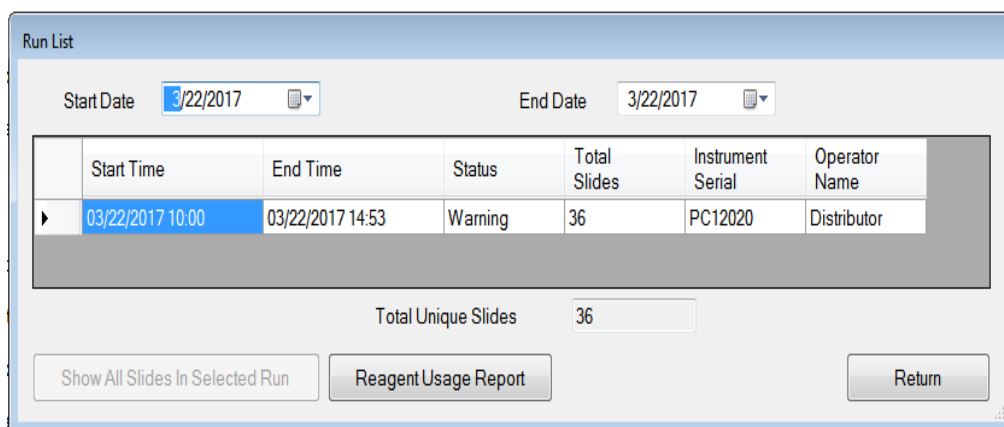 Run List
Start Date 3/22/2017 End Date 3/22/2017
Start Time End Time Status Total Slides Instrument Serial Operator Name
03/22/2017 10:00 03/22/2017 14:53 Warning 36 PC12020 Distributor
Total Unique Slides 36
Show All Slides In Selected Run Reagent Usage Report Return